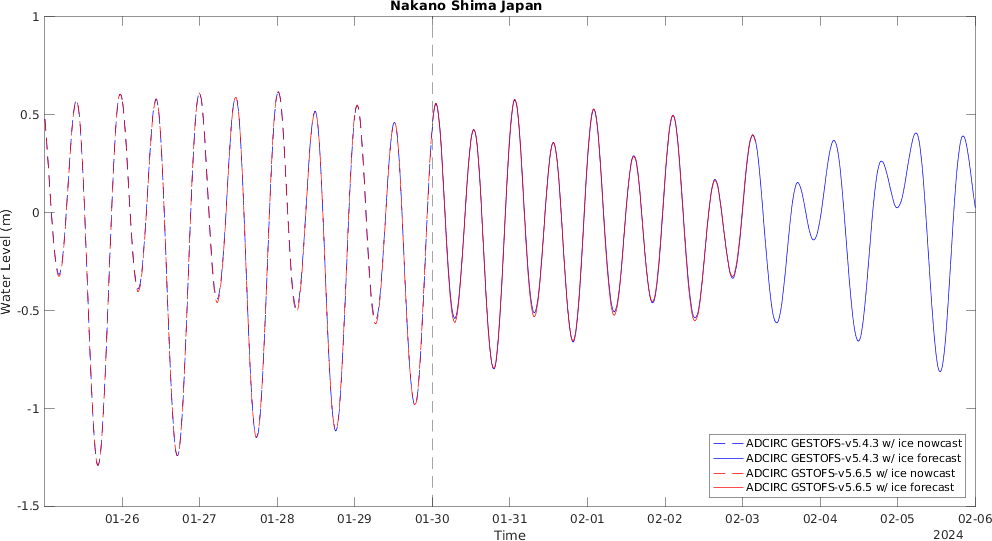 Nakano Shima Japan
1
0.5
0
-0.5
-1
-1.5
Water Level (m)
ADCIRC GESTOFS-v5.4.3 w/ ice nowcast
ADCIRC GESTOFS-v5.4.3 w/ ice forecast
ADCIRC GSTOFS-v5.6.5 w/ ice nowcast
ADCIRC GSTOFS-v5.6.5 w/ ice forecast
01-26 01-27 01-28 01-29 01-30 01-31 02-01 02-02 02-03 02-04 02-05 02-06
Time
2024